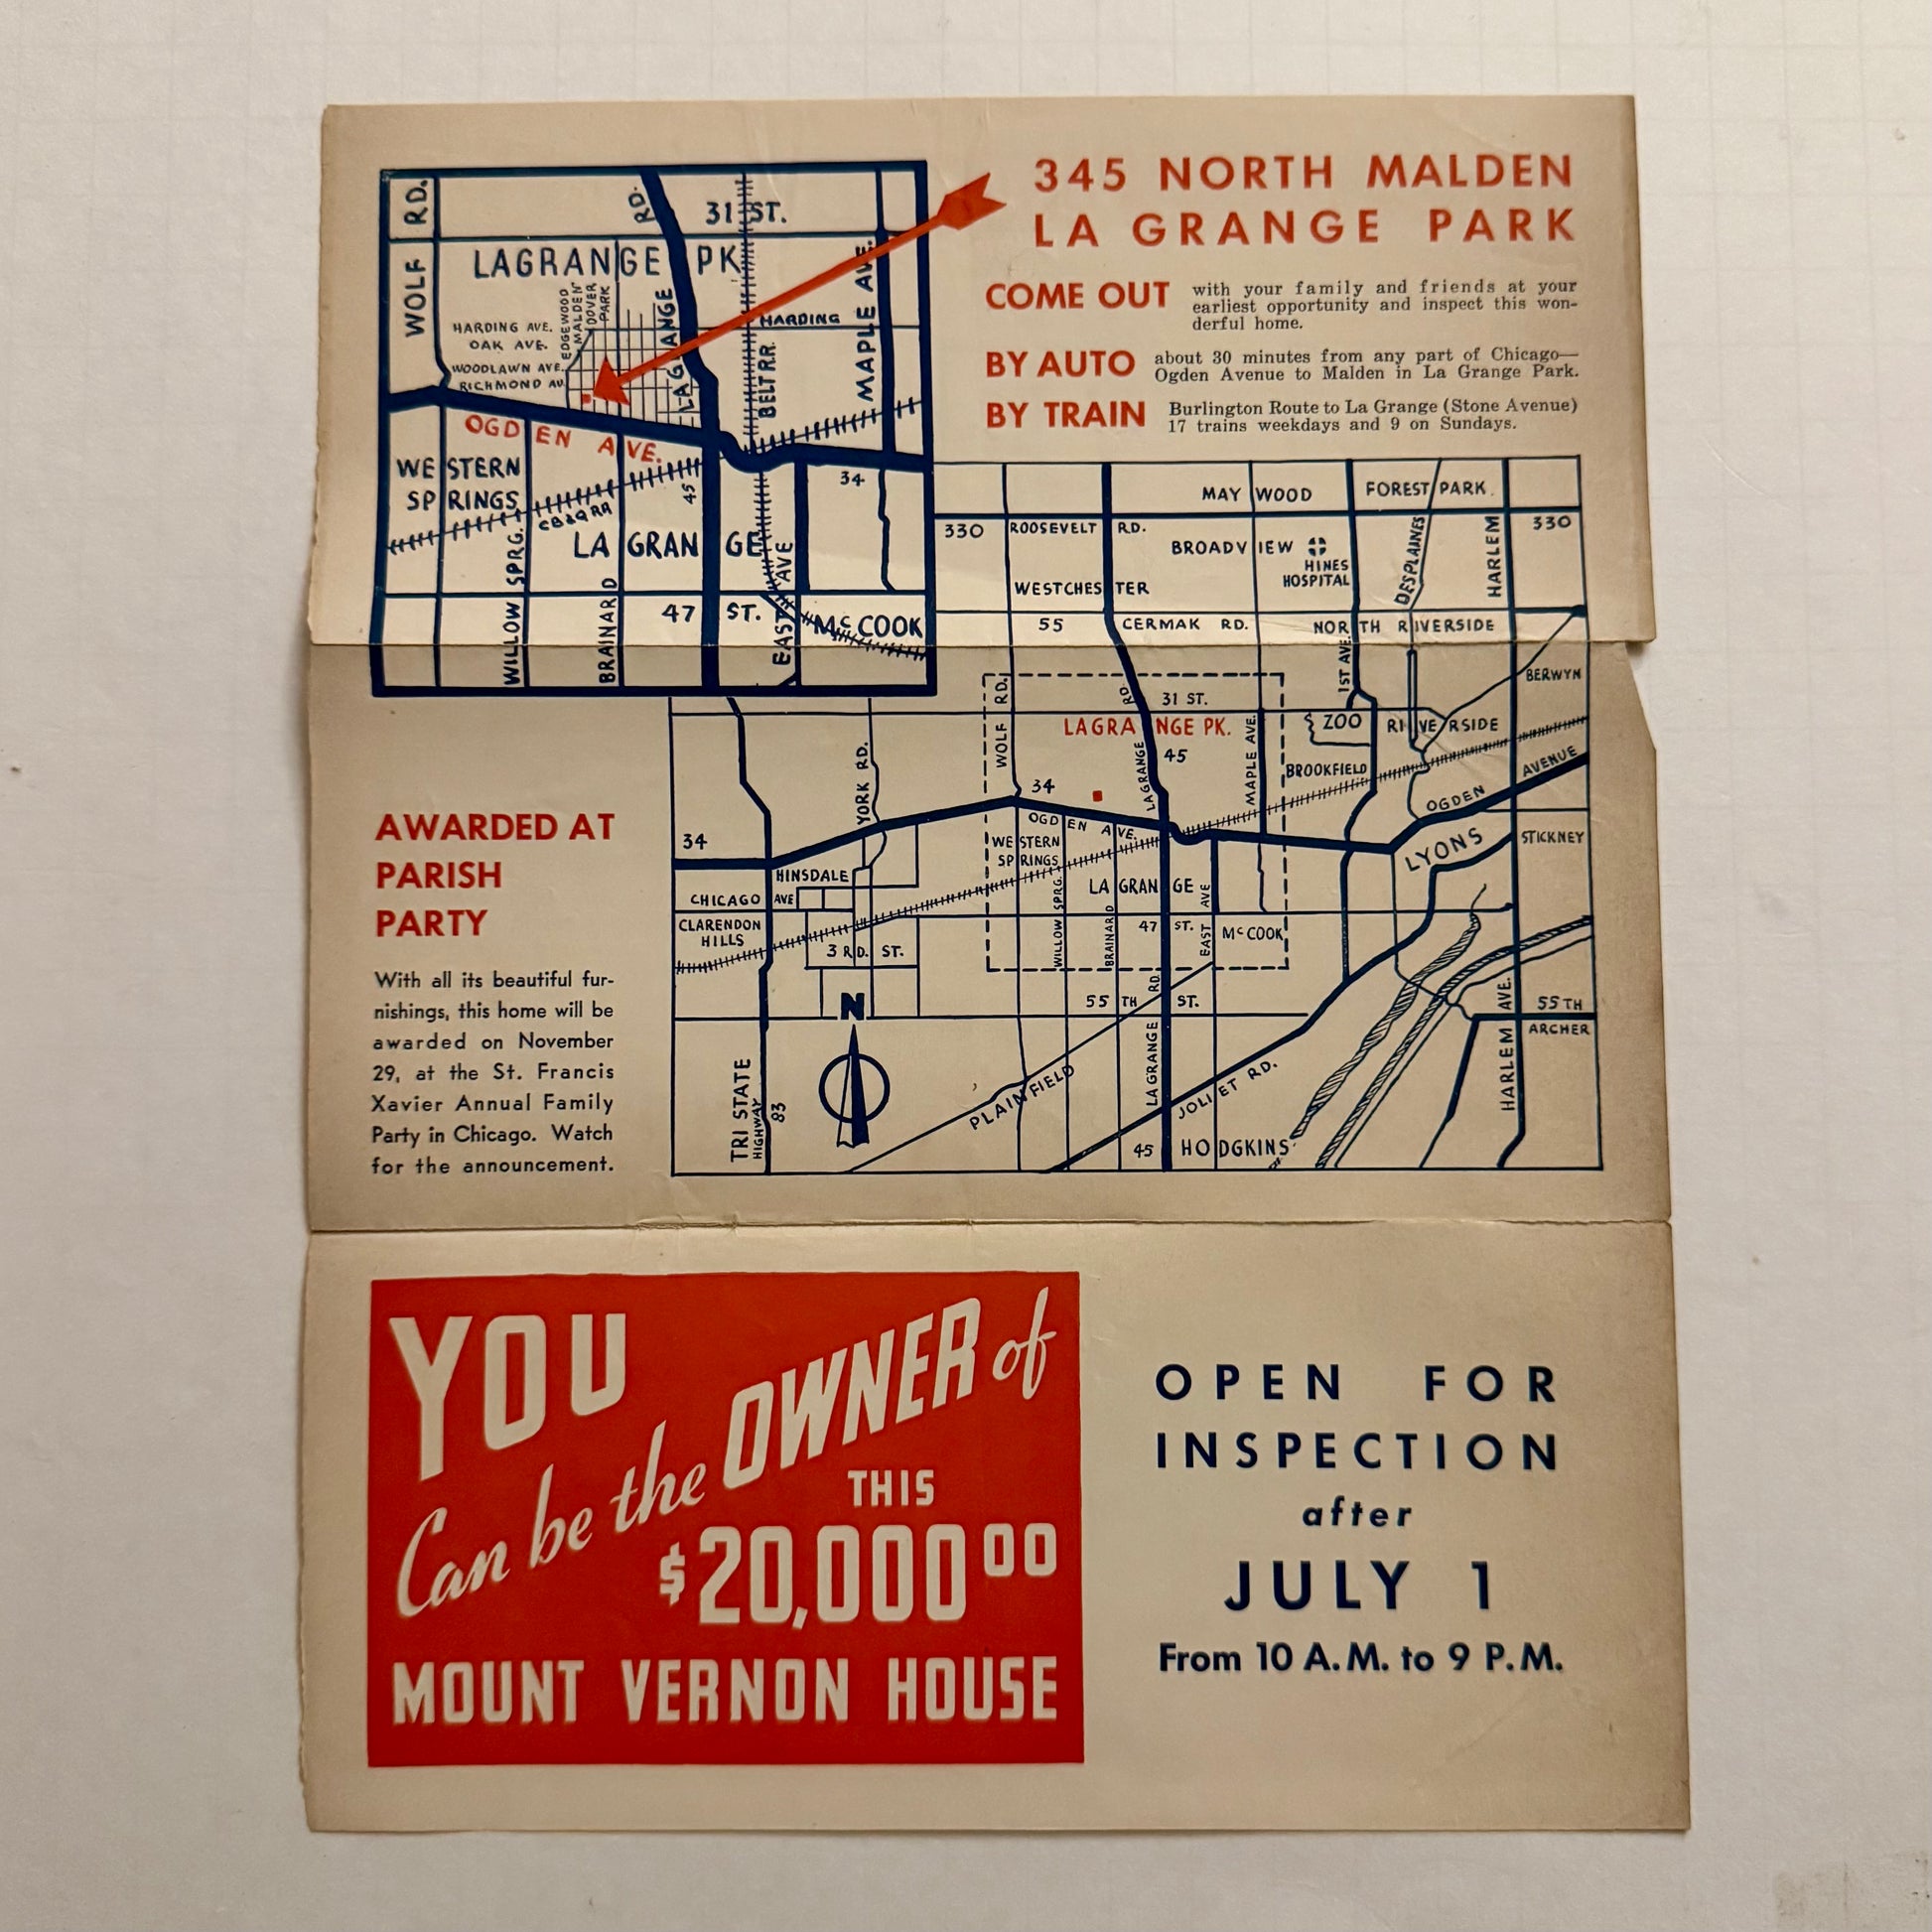 345 NORTH MALDEN
LA GRANGE PARK
COME OUT with your family and friends at your
earliest opportunity and inspect this won-
derful home.
BY AUTO about 30 minutes from any part of Chicago—
Ogden Avenue to Malden in La Grange Park.
BY TRAIN Burlington Route to La Grange (Stone Avenue)
17 trains weekdays and 9 on Sundays.
WOLF RD.
RD.
31 ST.
LAGRANGE PK.
EDGEWOOD
MALDEN
DOVER
PARK
LAGRANGE
HARDING
MAPLE AVE.
HARDING AVE.
OAK AVE.
WOODLAWN AVE.
RICHMOND AV.
BELT RR.
OGDEN AVE.
WESTERN
SPRINGS
CB&Q RR
45
34
LA GRANGE
WILLOW SPRG.
BRAINARD
47 ST.
EAST AVE
McCOOK
MAYWOOD
FOREST PARK.
330
ROOSEVELT RD.
330
BROADVIEW
HINES
HOSPITAL
DESPLAINES
HARLEM
WESTCHESTER
55
CERMAK RD.
NORTH RIVERSIDE
1ST AVE.
BERWYN
WOLF RD.
RD.
31 ST.
LAGRANGE PK.
LAGRANGE
45
MAPLE AVE.
ZOO
RIVERSIDE
BROOKFIELD
OGDEN AVENUE
YORK RD.
34
34
OGDEN AVE.
LYONS
STICKNEY
WESTERN
SPRINGS
HINSDALE
CHICAGO AVE
LA GRANGE
CLARENDON
HILLS
3RD. ST.
WILLOW SPRG.
BRAINARD
47 ST.
EAST AVE
McCOOK
N
55TH ST.
RD.
LAGRANGE
HARLEM AVE.
55TH
ARCHER
TRI STATE
HIGHWAY
83
PLAINFIELD
JOLIET RD.
45
HODGKINS
AWARDED AT
PARISH
PARTY
With all its beautiful fur-
nishings, this home will be
awarded on November
29, at the St. Francis
Xavier Annual Family
Party in Chicago. Watch
for the announcement.
YOU
Can be the OWNER of
THIS
$20,000 00
MOUNT VERNON HOUSE
OPEN FOR
INSPECTION
after
JULY 1
From 10 A.M. to 9 P.M.